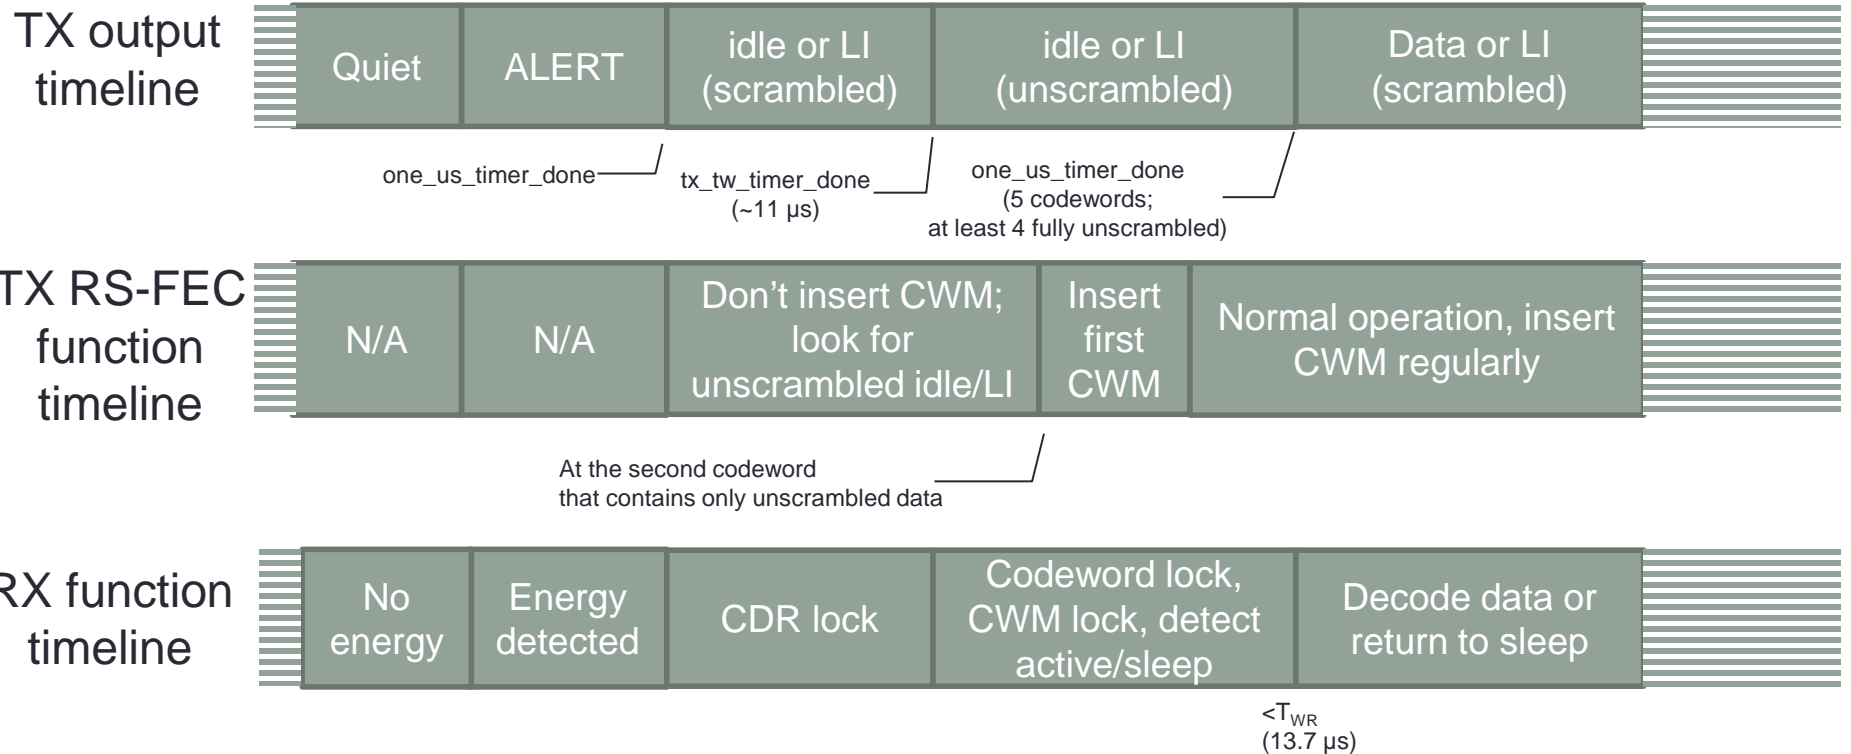 TX output
timeline
Quiet
ALERT
idle or LI
(scrambled)
idle or LI
(unscrambled)
Data or LI
(scrambled)
one_us_timer_done
tx_tw_timer_done
(~11 µs)
one_us_timer_done
(5 codewords;
at least 4 fully unscrambled)
TX RS-FEC
function
timeline
N/A
N/A
Don’t insert CWM;
look for
unscrambled idle/LI
Insert
first
CWM
Normal operation, insert
CWM regularly
At the second codeword
that contains only unscrambled data
RX function
timeline
No
energy
Energy
detected
CDR lock
Codeword lock,
CWM lock, detect
active/sleep
Decode data or
return to sleep
<T_WR
(13.7 µs)